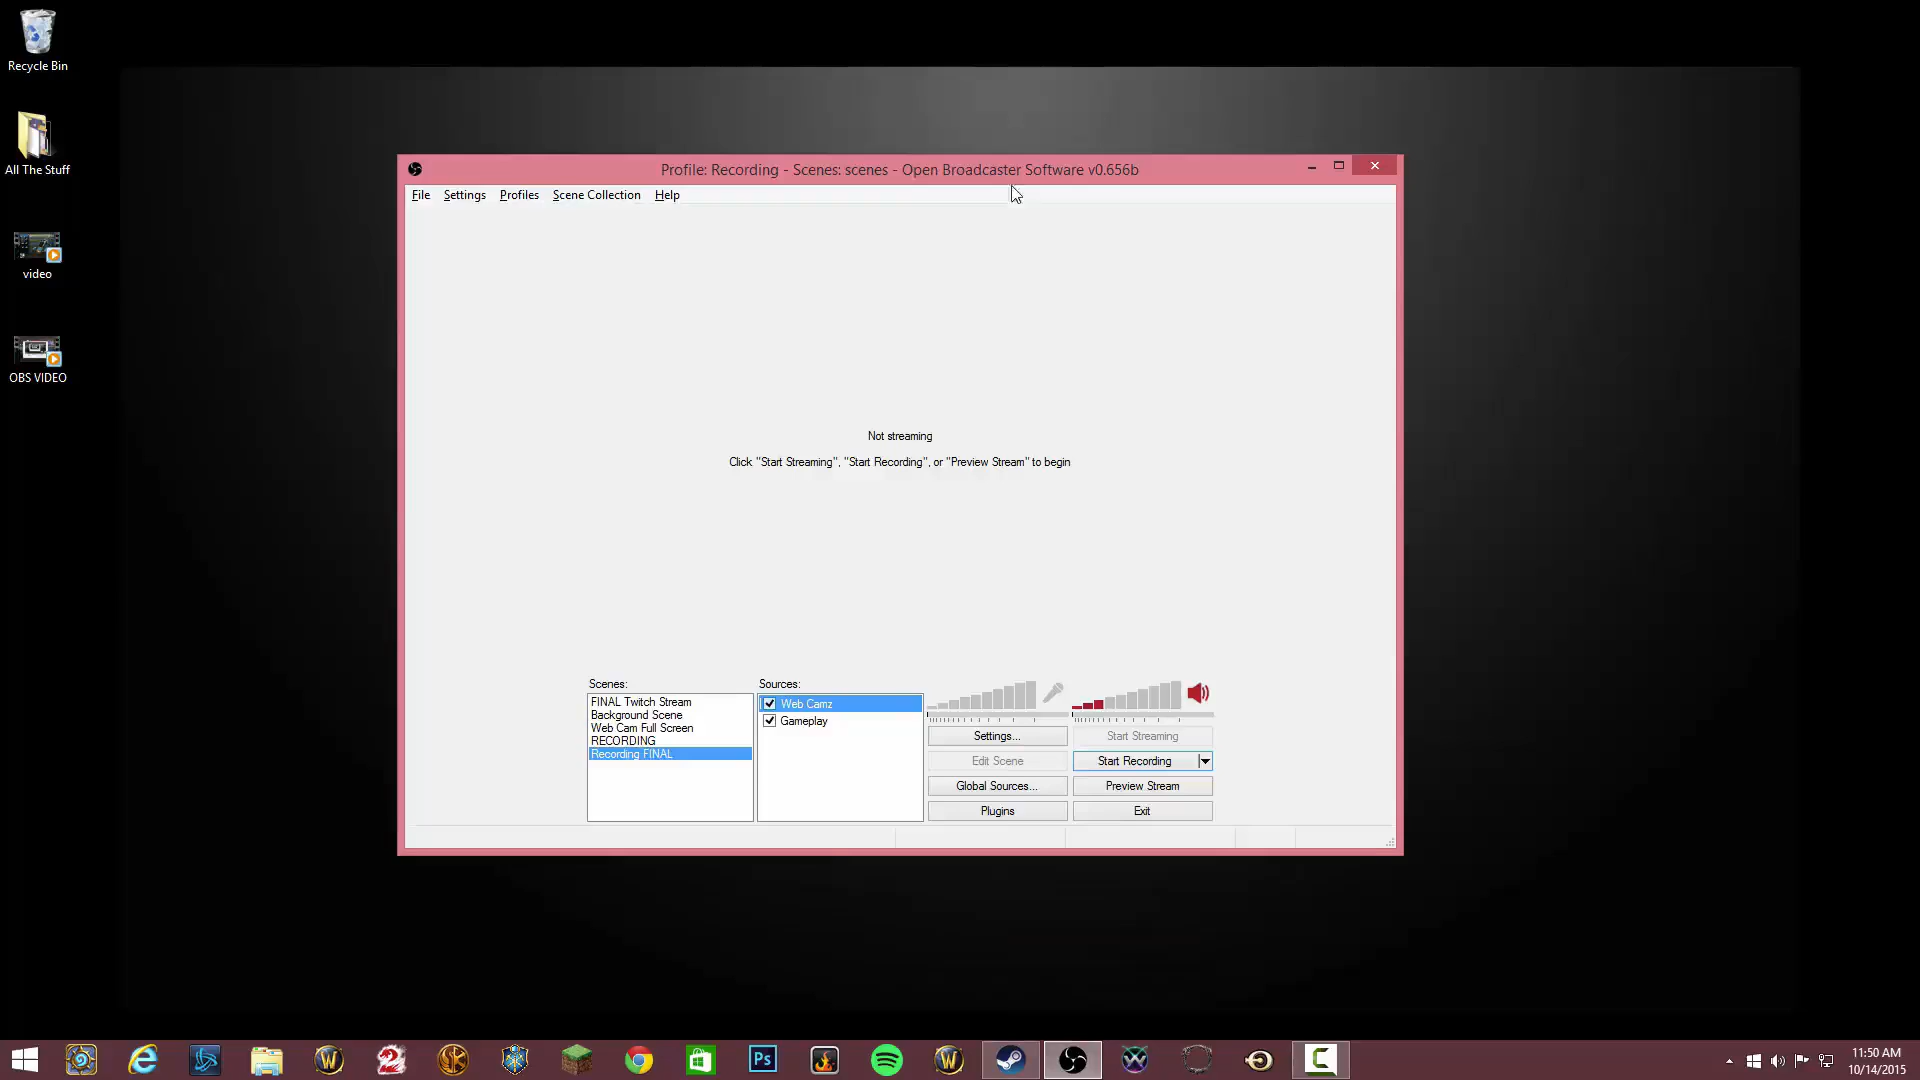 Recycle Bin
All The Stuff
video
OBS VIDEO
Profile: Recording - Scenes: scenes - Open Broadcaster Software v0.656b
File Settings Profiles Scene Collection Help
Not streaming
Click "Start Streaming", "Start Recording", or "Preview Stream" to begin
Scenes:
FINAL Twitch Stream
Background Scene
Web Cam Full Screen
RECORDING
Recording FINAL
Sources:
Web Camz
Gameplay
Settings...
Start Streaming
Edit Scene
Start Recording
Global Sources...
Preview Stream
Plugins
Exit
Ps
11:50 AM
10/14/2015